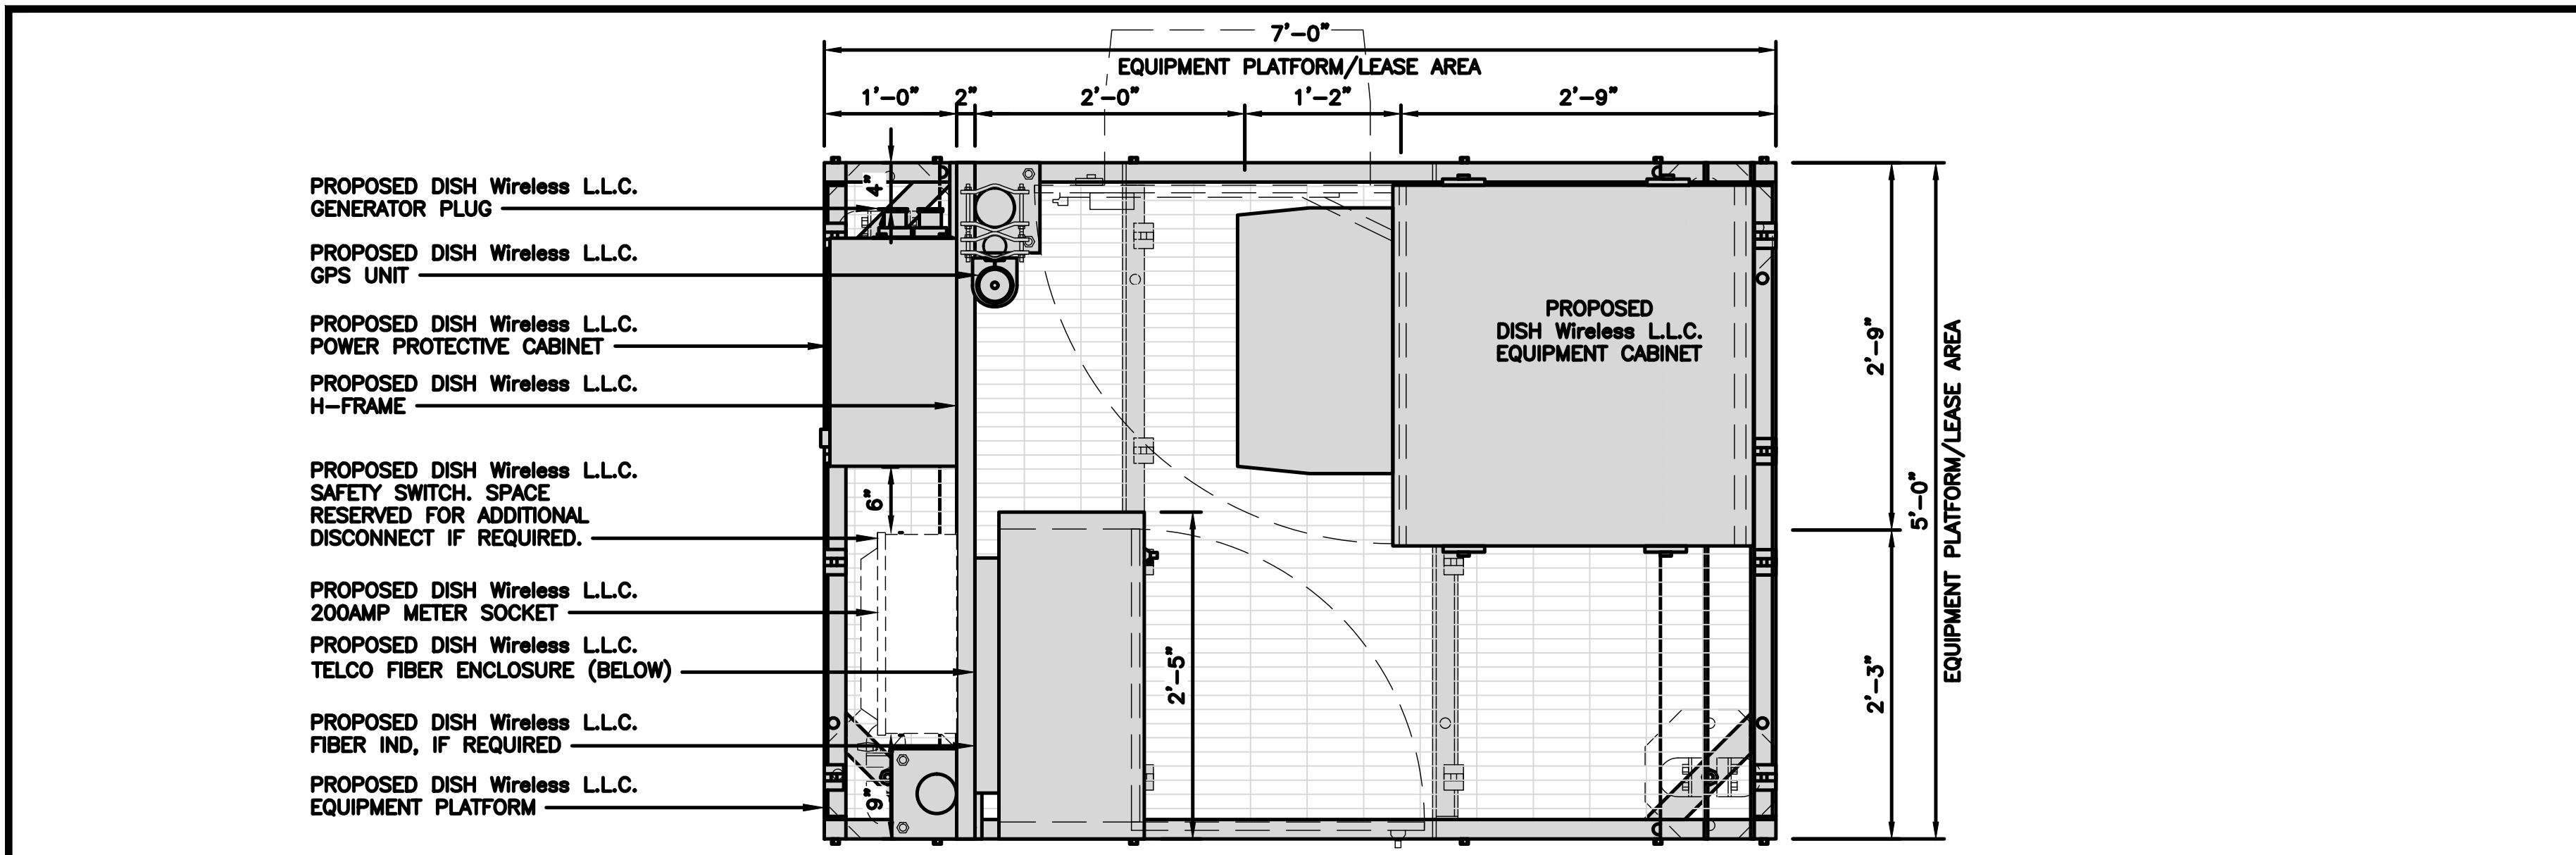 7'-0"
EQUIPMENT PLATFORM/LEASE AREA
1'-0" 2" 2'-0" 1'-2" 2'-9"
PROPOSED DISH Wireless L.L.C.
GENERATOR PLUG
4"
PROPOSED DISH Wireless L.L.C.
GPS UNIT
PROPOSED DISH Wireless L.L.C.
POWER PROTECTIVE CABINET
PROPOSED DISH Wireless L.L.C.
H-FRAME
PROPOSED DISH Wireless L.L.C.
SAFETY SWITCH. SPACE
RESERVED FOR ADDITIONAL
DISCONNECT IF REQUIRED.
6"
PROPOSED DISH Wireless L.L.C.
200AMP METER SOCKET
PROPOSED DISH Wireless L.L.C.
TELCO FIBER ENCLOSURE (BELOW)
PROPOSED DISH Wireless L.L.C.
FIBER IND, IF REQUIRED
PROPOSED DISH Wireless L.L.C.
EQUIPMENT PLATFORM
9"
2'-5"
PROPOSED
DISH Wireless L.L.C.
EQUIPMENT CABINET
2'-9"
2'-3"
5'-0"
EQUIPMENT PLATFORM/LEASE AREA